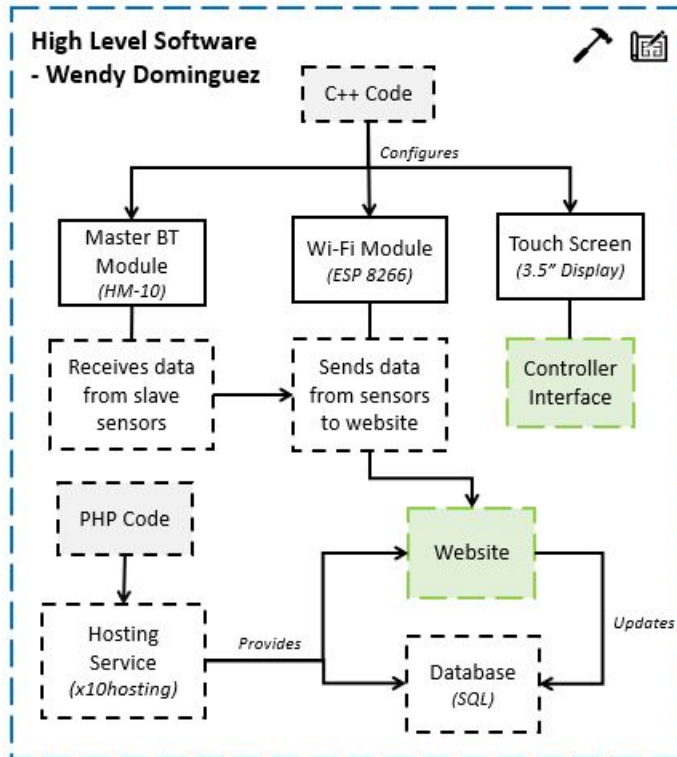 High Level Software
- Wendy Dominguez
C++ Code
Configures
Master BT
Module
(HM-10)
Wi-Fi Module
(ESP 8266)
Touch Screen
(3.5" Display)
Receives data
from slave
sensors
Sends data
from sensors
to website
Controller
Interface
PHP Code
Website
Hosting
Service
(x10hosting)
Provides
Updates
Database
(SQL)